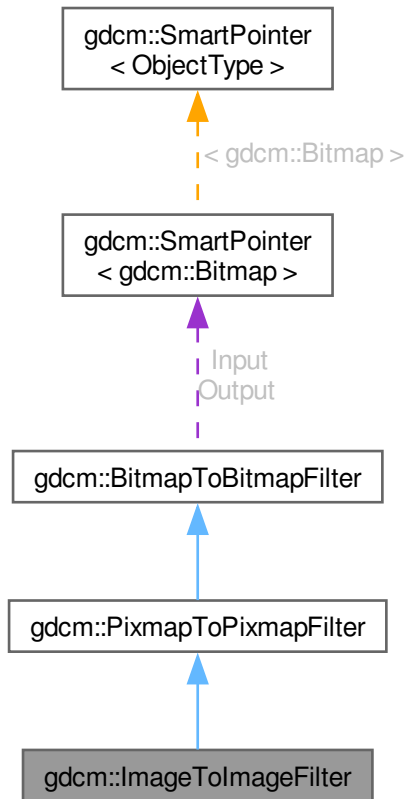 gdcm::SmartPointer
< ObjectType >
< gdcm::Bitmap >
gdcm::SmartPointer
< gdcm::Bitmap >
Input
Output
gdcm::BitmapToBitmapFilter
gdcm::PixmapToPixmapFilter
gdcm::ImageToImageFilter